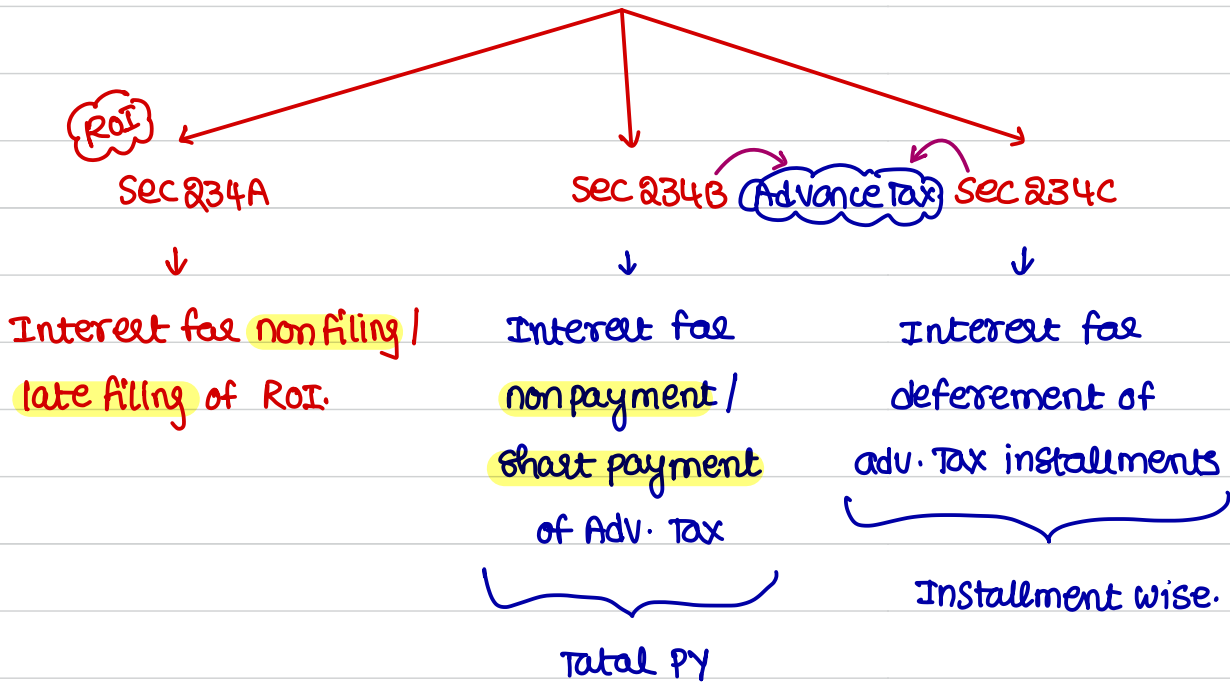 ROI
Sec 234A
Interest for non filing /
late filing of ROI.
Sec 234B
Advance Tax
Sec 234C
Interest for
non payment /
short payment
of Adv. Tax
Total PY
Interest for
deferement of
adv. Tax installments
Installment wise.